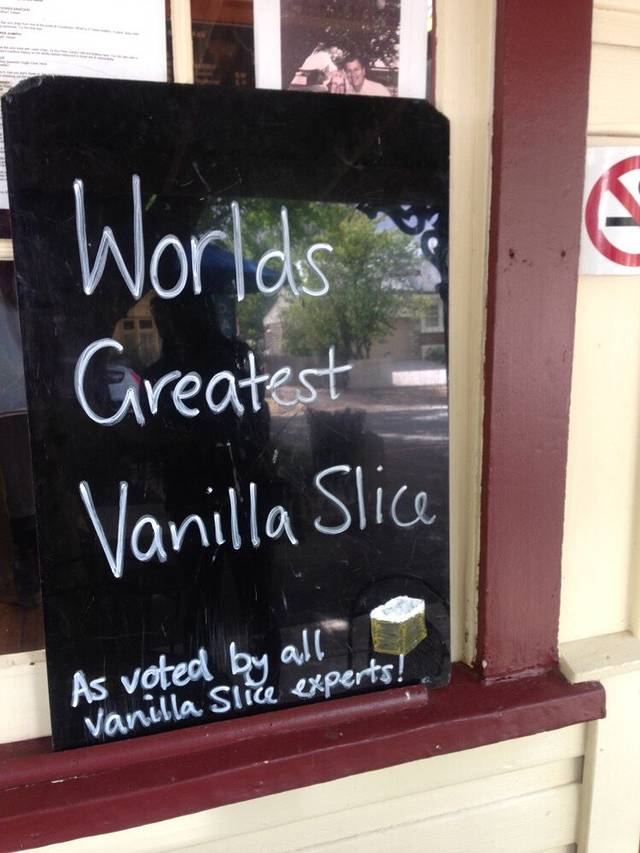 Worlds
Greatest
Vanilla Slice
As voted by all
Vanilla Slice experts!